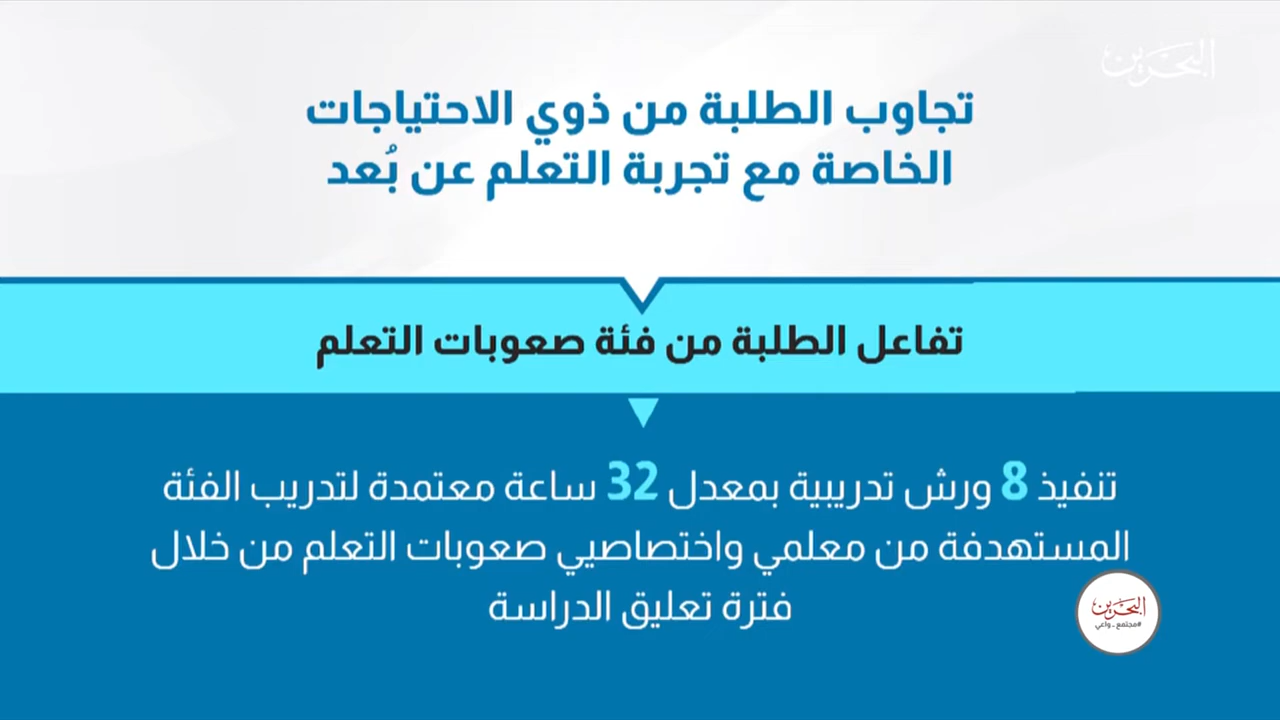 البحرين
تجاوب الطلبة من ذوي الاحتياجات
الخاصة مع تجربة التعلم عن بُعد
تفاعل الطلبة من فئة صعوبات التعلم
تنفيذ 8 ورش تدريبية بمعدل 32 ساعة معتمدة لتدريب الفئة
المستهدفة من معلمي واختصاصيي صعوبات التعلم من خلال
فترة تعليق الدراسة
البحرين
#مجتمع_واعي